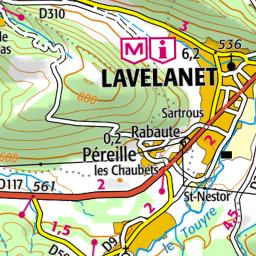 D310
M i
6,2
536
LAVELANET
800
600
Sartrous
0,2
Rabaute
2
Péreille
les Chaubets
D117
561
2
2
St-Nestor
1,5
D9
le Touyre
4,5